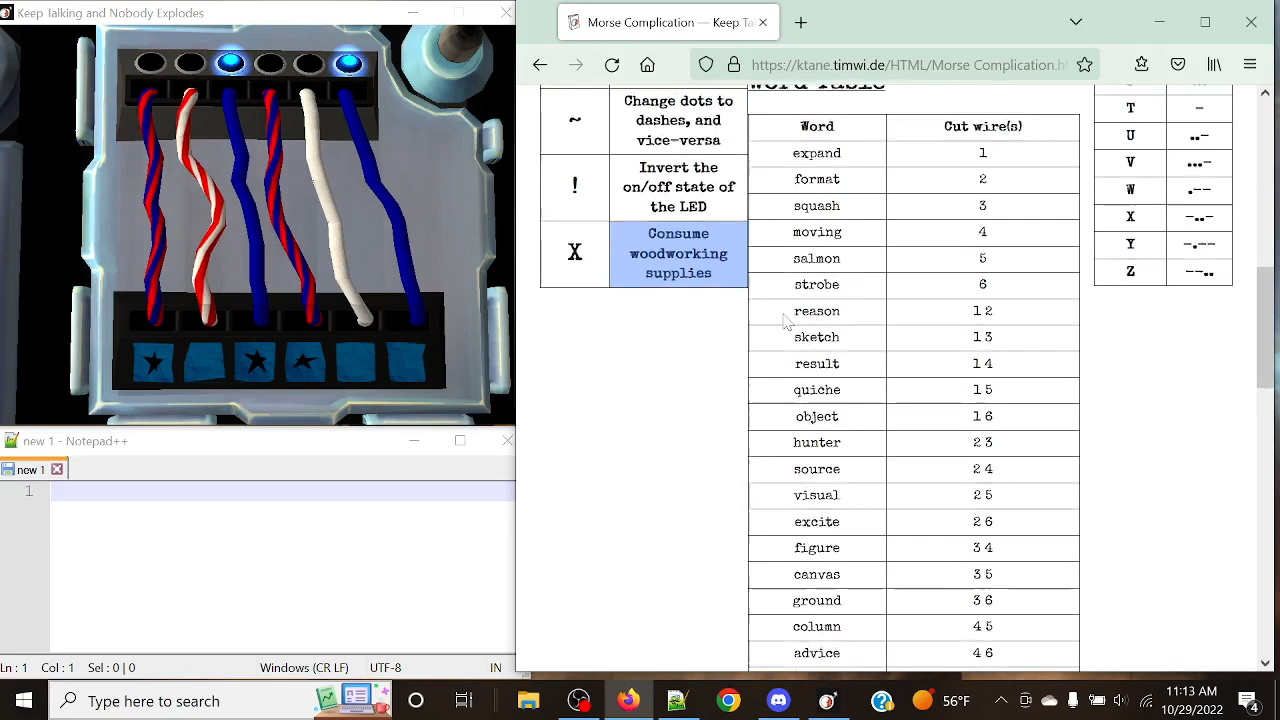 Keep Talking and Nobody Explodes
Morse Complication — Keep Ta
https://ktane.timwi.de/HTML/Morse Complication.h
Word Table
~ Change dots to
dashes, and
vice-versa
! Invert the
on/off state of
the LED
X Consume
woodworking
supplies
Word Cut wire(s)
expand 1
format 2
squash 3
moving 4
salmon 5
strobe 6
reason 1 2
sketch 1 3
result 1 4
quiche 1 5
object 1 6
hunter 2 3
source 2 4
visual 2 5
excite 2 6
figure 3 4
canvas 3 5
ground 3 6
column 4 5
advice 4 6
T -
U ..-
V ...-
W .--
X -..-
Y -.--
Z --..
new 1 - Notepad++
new 1
1
Ln : 1 Col : 1 Sel : 0 | 0 Windows (CR LF) UTF-8 IN
Type here to search
56°F
11:13 AM
10/29/2022
4